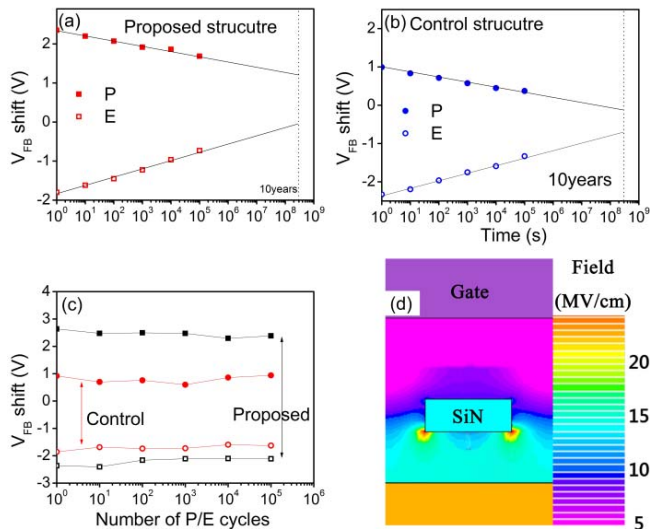 (a) Proposed strucutre
V_FB shift (V)
2
1
0
-1
-2
P
E
10years
10^0 10^1 10^2 10^3 10^4 10^5 10^6 10^7 10^8 10^9
(b) Control strucutre
V_FB shift (V)
2
1
0
-1
-2
P
E
10years
10^0 10^1 10^2 10^3 10^4 10^5 10^6 10^7 10^8 10^9
Time (s)
(c)
V_FB shift (V)
4
3
2
1
0
-1
-2
-3
Control
Proposed
10^0 10^1 10^2 10^3 10^4 10^5 10^6
Number of P/E cycles
(d)
Gate
SiN
Field
(MV/cm)
20
15
10
5